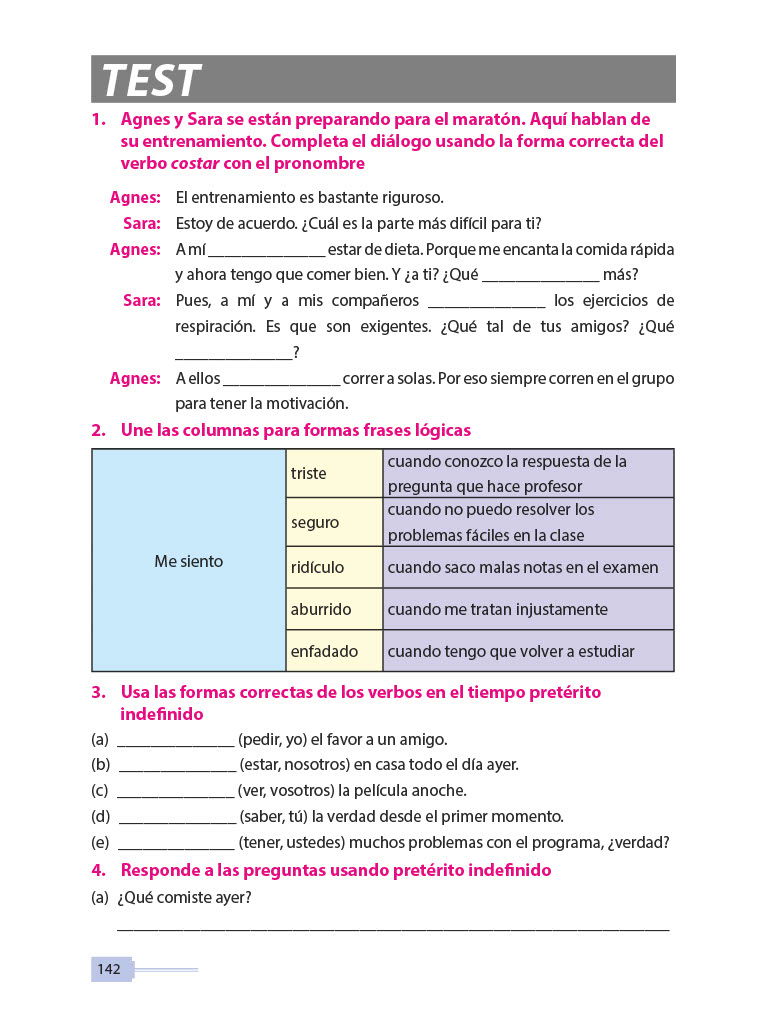 TEST
1. Agnes y Sara se están preparando para el maratón. Aquí hablan de
su entrenamiento. Completa el diálogo usando la forma correcta del
verbo costar con el pronombre
Agnes: El entrenamiento es bastante riguroso.
Sara: Estoy de acuerdo. ¿Cuál es la parte más difícil para ti?
Agnes: A mí ______________ estar de dieta. Porque me encanta la comida rápida
y ahora tengo que comer bien. Y ¿a ti? ¿Qué ______________ más?
Sara: Pues, a mí y a mis compañeros ______________ los ejercicios de
respiración. Es que son exigentes. ¿Qué tal de tus amigos? ¿Qué
______________?
Agnes: A ellos ______________ correr a solas. Por eso siempre corren en el grupo
para tener la motivación.
2. Une las columnas para formas frases lógicas
Me siento
triste
cuando conozco la respuesta de la
pregunta que hace profesor
seguro
cuando no puedo resolver los
problemas fáciles en la clase
ridículo
cuando saco malas notas en el examen
aburrido
cuando me tratan injustamente
enfadado
cuando tengo que volver a estudiar
3. Usa las formas correctas de los verbos en el tiempo pretérito
indefinido
(a) ______________ (pedir, yo) el favor a un amigo.
(b) ______________ (estar, nosotros) en casa todo el día ayer.
(c) ______________ (ver, vosotros) la película anoche.
(d) ______________ (saber, tú) la verdad desde el primer momento.
(e) ______________ (tener, ustedes) muchos problemas con el programa, ¿verdad?
4. Responde a las preguntas usando pretérito indefinido
(a) ¿Qué comiste ayer?
__________________________________________________________________
142